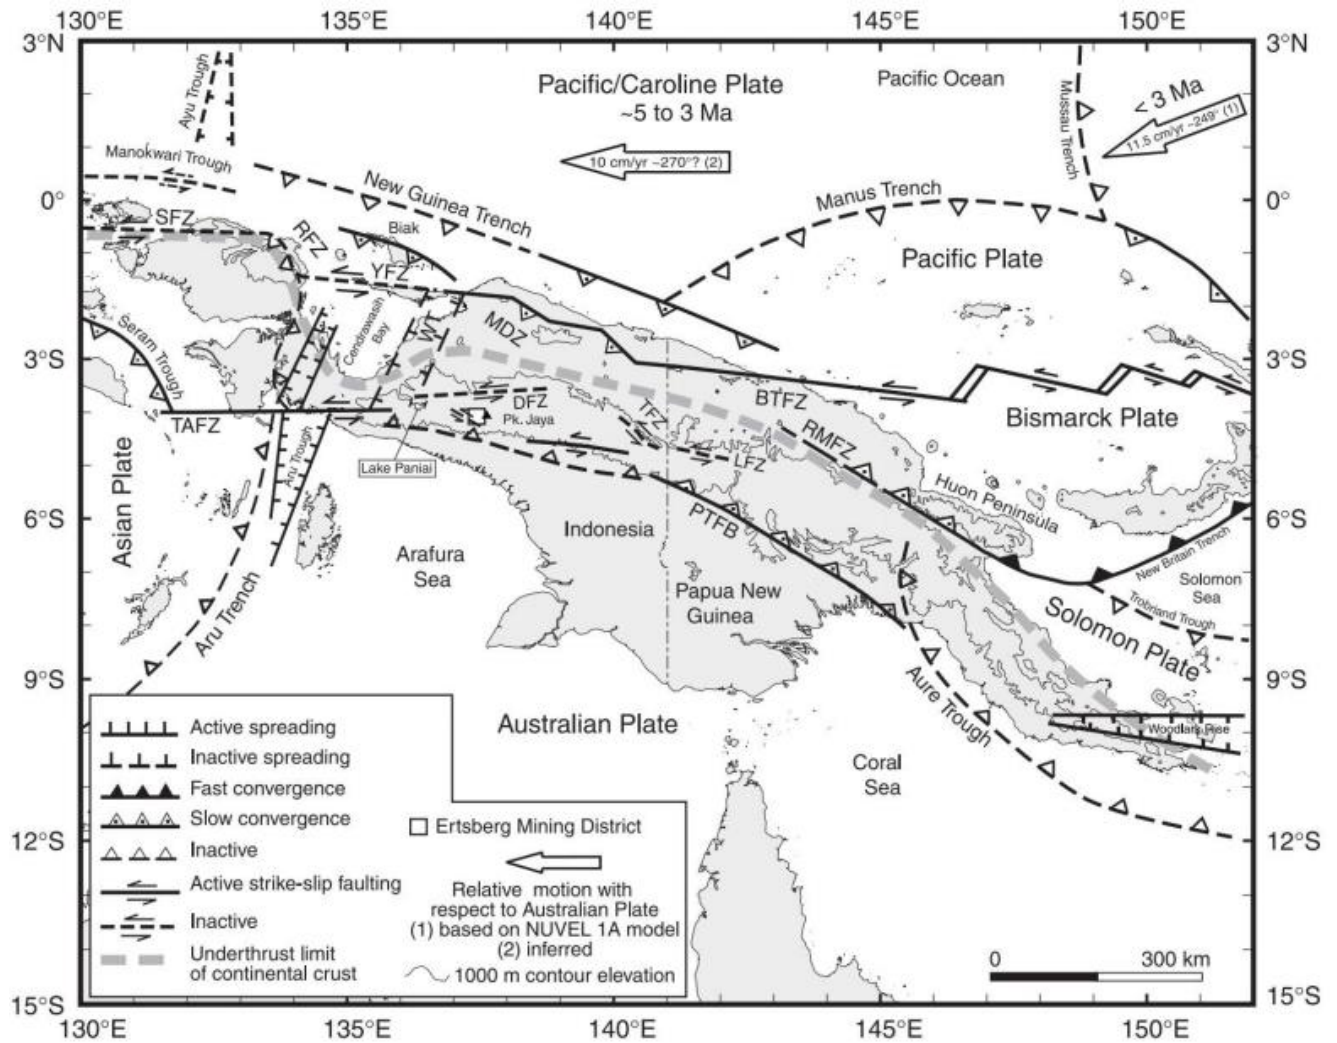 130°E
135°E
140°E
145°E
150°E
3°N
3°N
Ayu Trough
Pacific/Caroline Plate
~5 to 3 Ma
Pacific Ocean
Mussau Trench
< 3 Ma
11.5 cm/yr ~249° (1)
Manokwari Trough
10 cm/yr ~270°? (2)
New Guinea Trench
Manus Trench
0°
0°
SFZ
RFZ
Biak
YFZ
Pacific Plate
Seram Trough
Cendrawasih
Bay
MDZ
3°S
3°S
BTFZ
Bismarck Plate
DFZ
Pk. Jaya
TFZ
RMFZ
LFZ
TAFZ
Aru Trough
Lake Paniai
Huon Peninsula
Asian Plate
6°S
6°S
PTFB
Indonesia
New Britain Trench
Arafura
Sea
Solomon
Sea
Papua New
Guinea
Trobriand Trough
Aru Trench
Solomon Plate
9°S
9°S
Aure Trough
Australian Plate
Woodlark Rise
Coral
Sea
12°S
12°S
Active spreading
Inactive spreading
Fast convergence
Slow convergence
Inactive
Active strike-slip faulting
Inactive
Underthrust limit
of continental crust
Ertsberg Mining District
Relative motion with
respect to Australian Plate
(1) based on NUVEL 1A model
(2) inferred
1000 m contour elevation
0 300 km
15°S
15°S
130°E
135°E
140°E
145°E
150°E